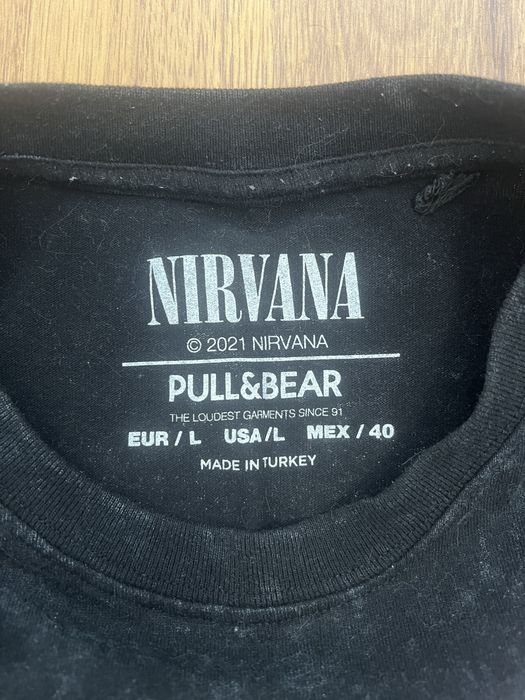 NIRVANA
© 2021 NIRVANA
PULL&BEAR
THE LOUDEST GARMENTS SINCE 91
EUR / L USA/L MEX / 40
MADE IN TURKEY